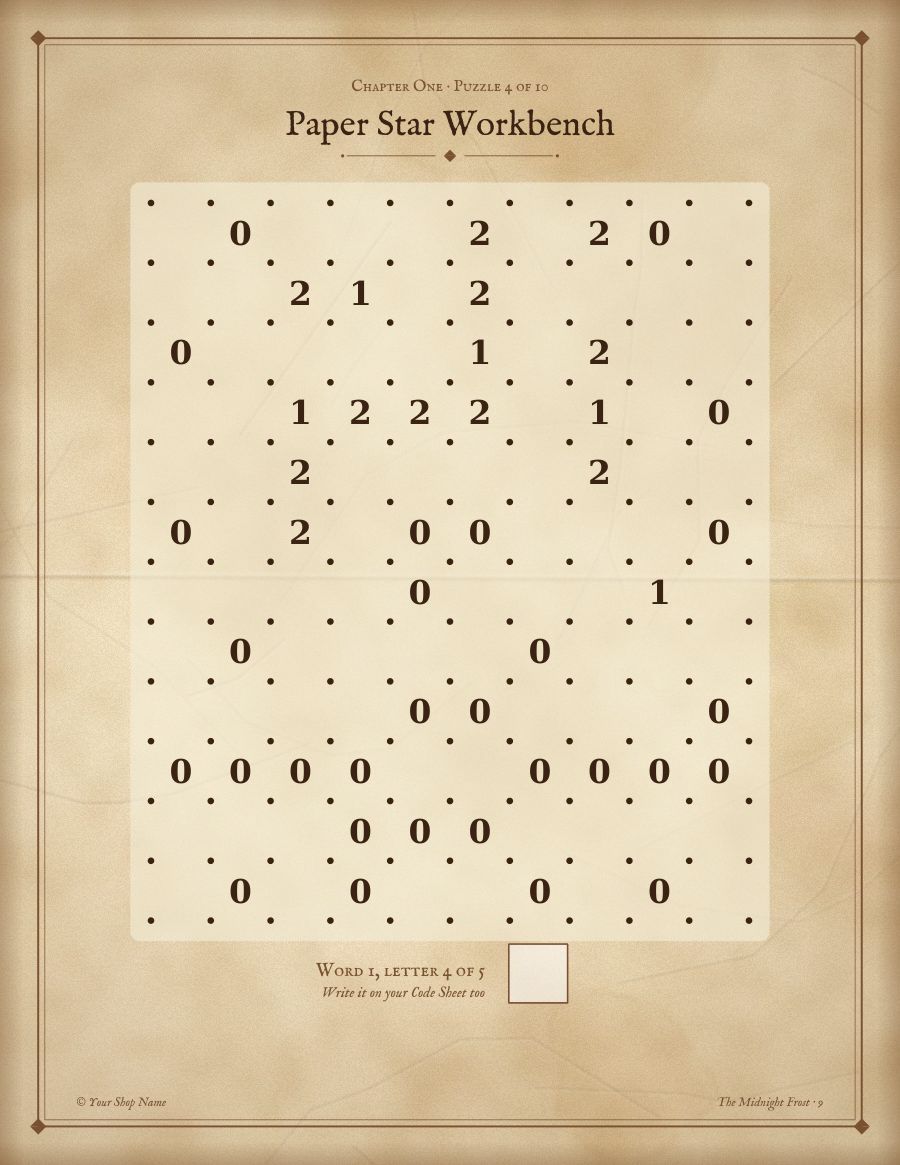 Chapter One · Puzzle 4 of 10
Paper Star Workbench
0 2 2 0
2 1 2
0 1 2
1 2 2 2 1 0
2 2
0 2 0 0 0
0 1
0 0
0 0 0
0 0 0 0 0 0 0 0
0 0 0
0 0 0 0
Word 1, letter 4 of 5
Write it on your Code Sheet too
© Your Shop Name
The Midnight Frost · 9